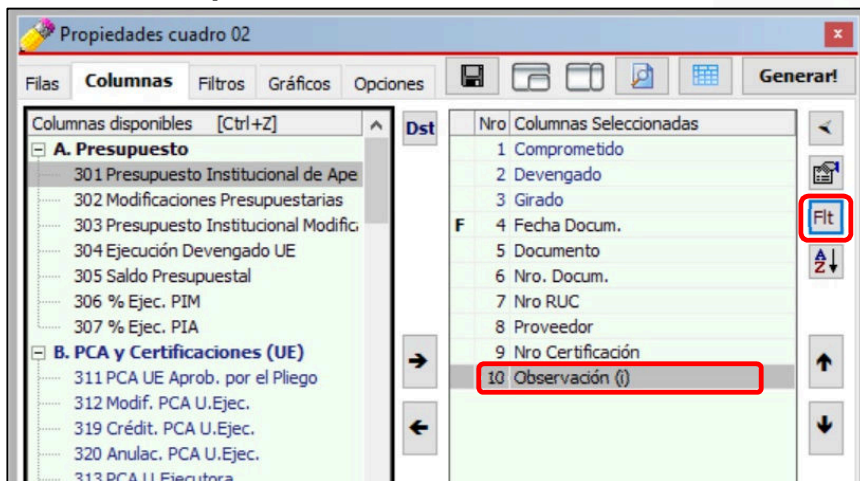 Propiedades cuadro 02
x
Filas Columnas Filtros Gráficos Opciones Generar!
Columnas disponibles [Ctrl+Z]
A. Presupuesto
301 Presupuesto Institucional de Ape
302 Modificaciones Presupuestarias
303 Presupuesto Institucional Modific
304 Ejecución Devengado UE
305 Saldo Presupuestal
306 % Ejec. PIM
307 % Ejec. PIA
B. PCA y Certificaciones (UE)
311 PCA UE Aprob. por el Pliego
312 Modif. PCA U.Ejec.
319 Crédit. PCA U.Ejec.
320 Anulac. PCA U.Ejec.
313 PCA U Ejecutora
Dst
Nro Columnas Seleccionadas
1 Comprometido
2 Devengado
3 Girado
F 4 Fecha Docum.
5 Documento
6 Nro. Docum.
7 Nro RUC
8 Proveedor
9 Nro Certificación
10 Observación (i)
Flt
A
Z